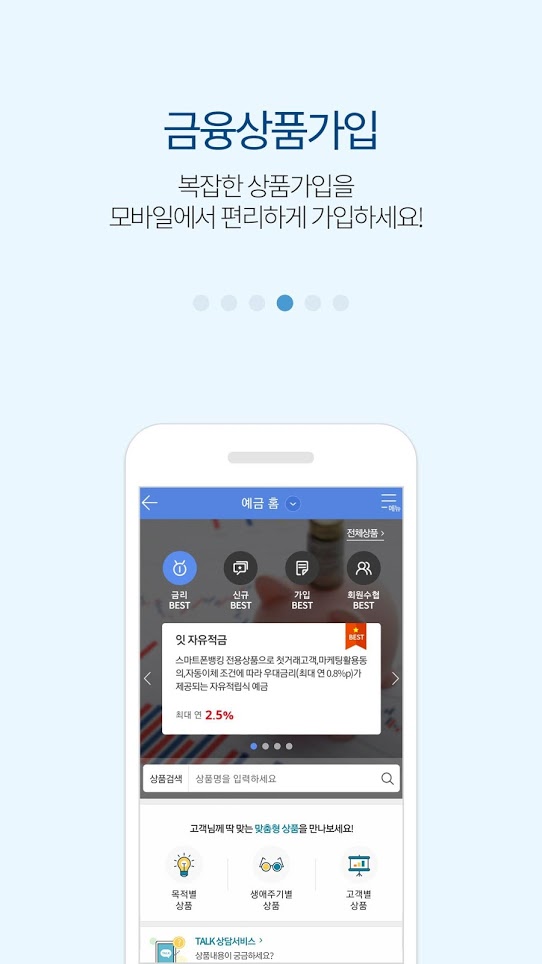 금융상품가입
복잡한 상품가입을
모바일에서 편리하게 가입하세요!
예금 홈
메뉴
전체상품 >
금리 BEST
신규 BEST
가입 BEST
회원수협 BEST
BEST
잇 자유적금
스마트폰뱅킹 전용상품으로 첫거래고객,마케팅활용동
의,자동이체 조건에 따라 우대금리(최대 연 0.8%p)가
제공되는 자유적립식 예금
최대 연 2.5%
상품검색 상품명을 입력하세요
고객님께 딱 맞는 맞춤형 상품을 만나보세요!
목적별 상품
생애주기별 상품
고객별 상품
TALK 상담서비스 >
상품내용이 궁금하세요?